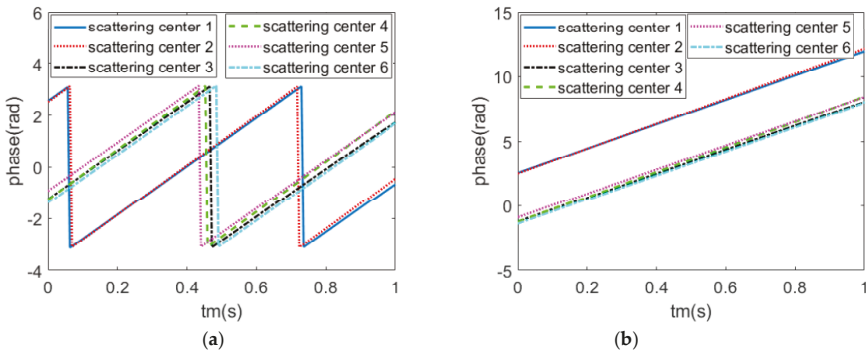 6
4
2
0
-2
-4
phase(rad)
scattering center 1
scattering center 2
scattering center 3
scattering center 4
scattering center 5
scattering center 6
0 0.2 0.4 0.6 0.8 1
tm(s)
(a)
15
10
5
0
-5
phase(rad)
scattering center 1
scattering center 2
scattering center 3
scattering center 4
scattering center 5
scattering center 6
0 0.2 0.4 0.6 0.8 1
tm(s)
(b)